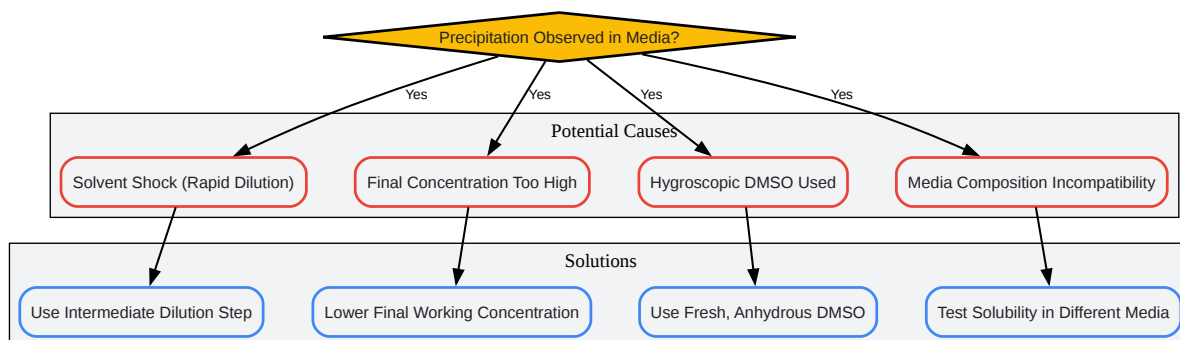 Precipitation Observed in Media?
Yes
Yes
Yes
Yes
Potential Causes
Solvent Shock (Rapid Dilution)
Final Concentration Too High
Hygroscopic DMSO Used
Media Composition Incompatibility
Solutions
Use Intermediate Dilution Step
Lower Final Working Concentration
Use Fresh, Anhydrous DMSO
Test Solubility in Different Media